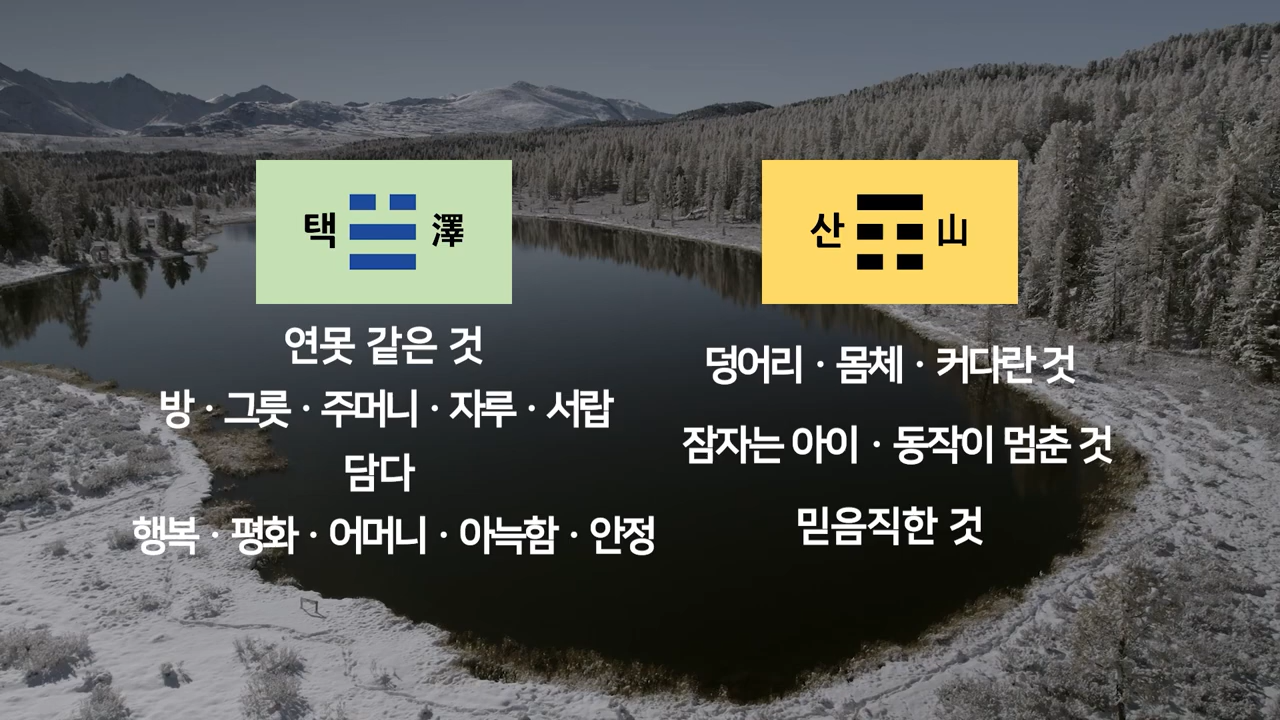 택 澤
연못 같은 것
방 · 그릇 · 주머니 · 자루 · 서랍
담다
행복 · 평화 · 어머니 · 아늑함 · 안정
산 山
덩어리 · 몸체 · 커다란 것
잠자는 아이 · 동작이 멈춘 것
믿음직한 것